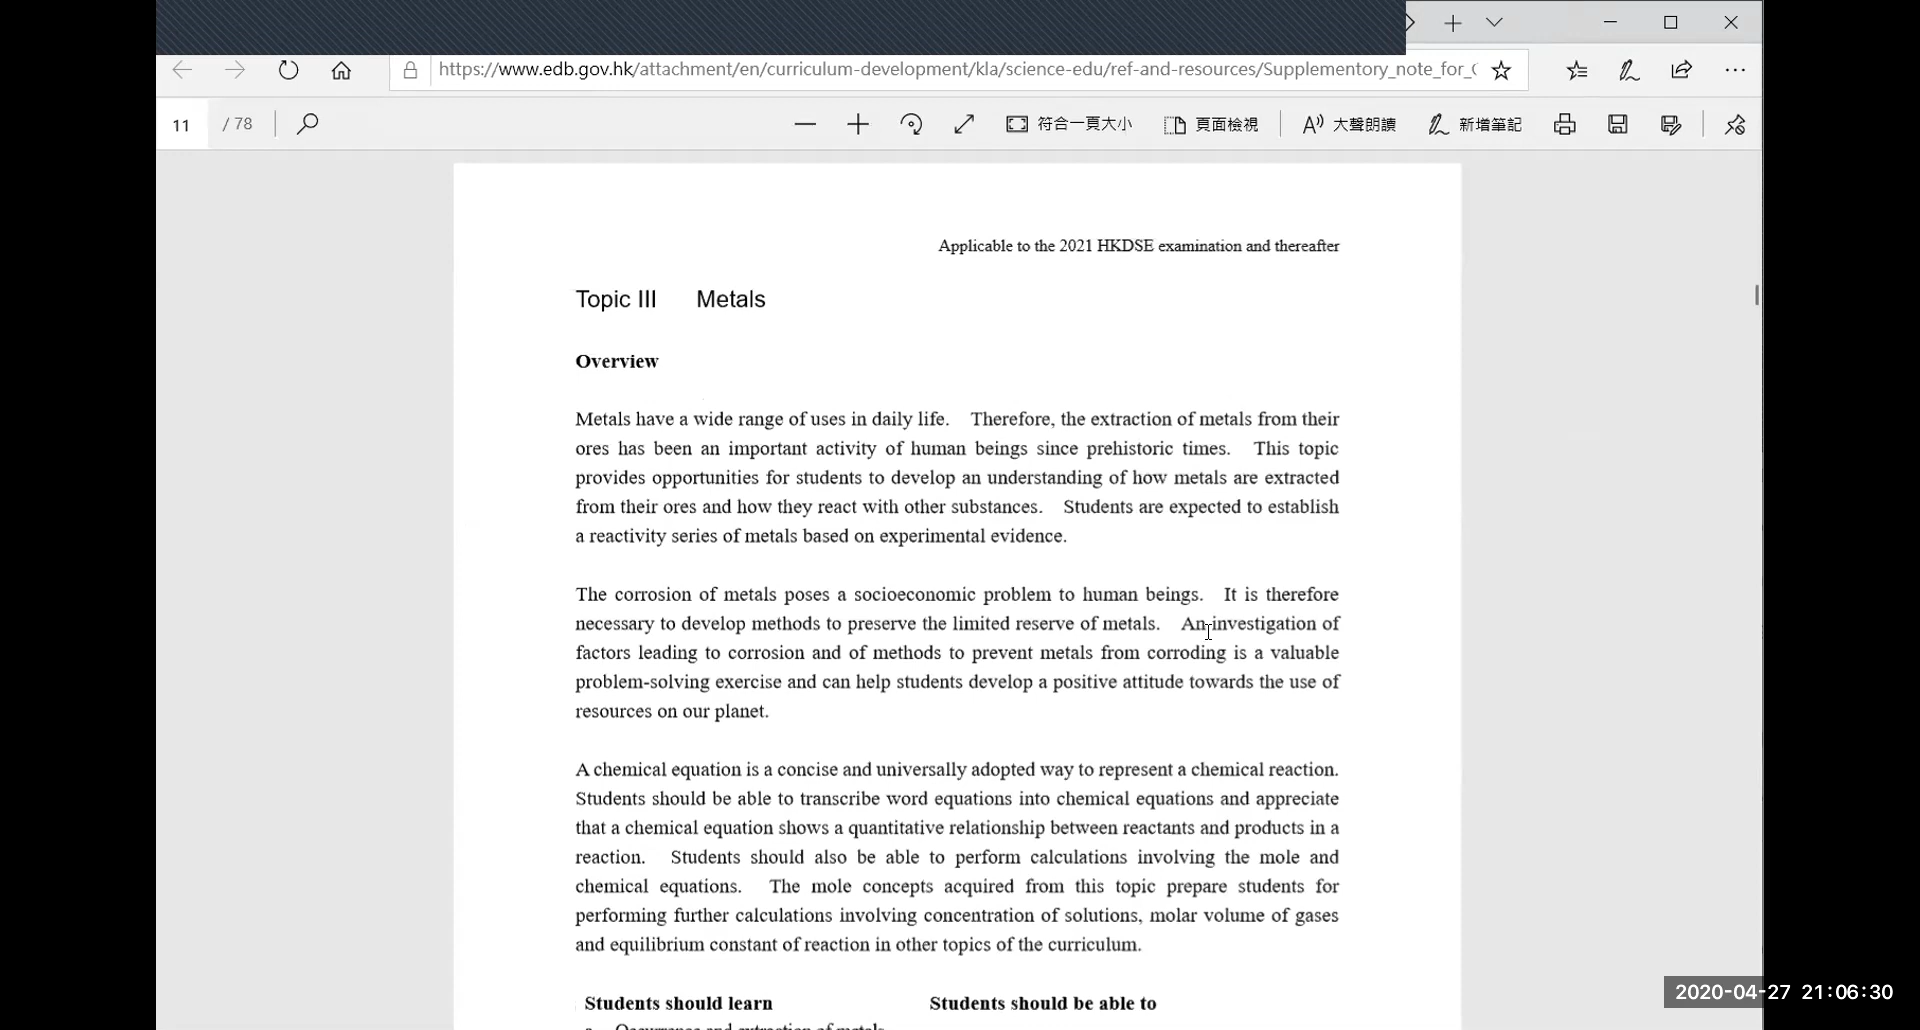 https://www.edb.gov.hk/attachment/en/curriculum-development/kla/science-edu/ref-and-resources/Supplementory_note_for_
11 / 78 符合一頁大小 頁面檢視 大聲朗讀 新增筆記
Applicable to the 2021 HKDSE examination and thereafter
Topic III Metals
Overview
Metals have a wide range of uses in daily life. Therefore, the extraction of metals from their
ores has been an important activity of human beings since prehistoric times. This topic
provides opportunities for students to develop an understanding of how metals are extracted
from their ores and how they react with other substances. Students are expected to establish
a reactivity series of metals based on experimental evidence.
The corrosion of metals poses a socioeconomic problem to human beings. It is therefore
necessary to develop methods to preserve the limited reserve of metals. An investigation of
factors leading to corrosion and of methods to prevent metals from corroding is a valuable
problem-solving exercise and can help students develop a positive attitude towards the use of
resources on our planet.
A chemical equation is a concise and universally adopted way to represent a chemical reaction.
Students should be able to transcribe word equations into chemical equations and appreciate
that a chemical equation shows a quantitative relationship between reactants and products in a
reaction. Students should also be able to perform calculations involving the mole and
chemical equations. The mole concepts acquired from this topic prepare students for
performing further calculations involving concentration of solutions, molar volume of gases
and equilibrium constant of reaction in other topics of the curriculum.
Students should learn Students should be able to
Occurrence and extraction of metals
2020-04-27 21:06:30